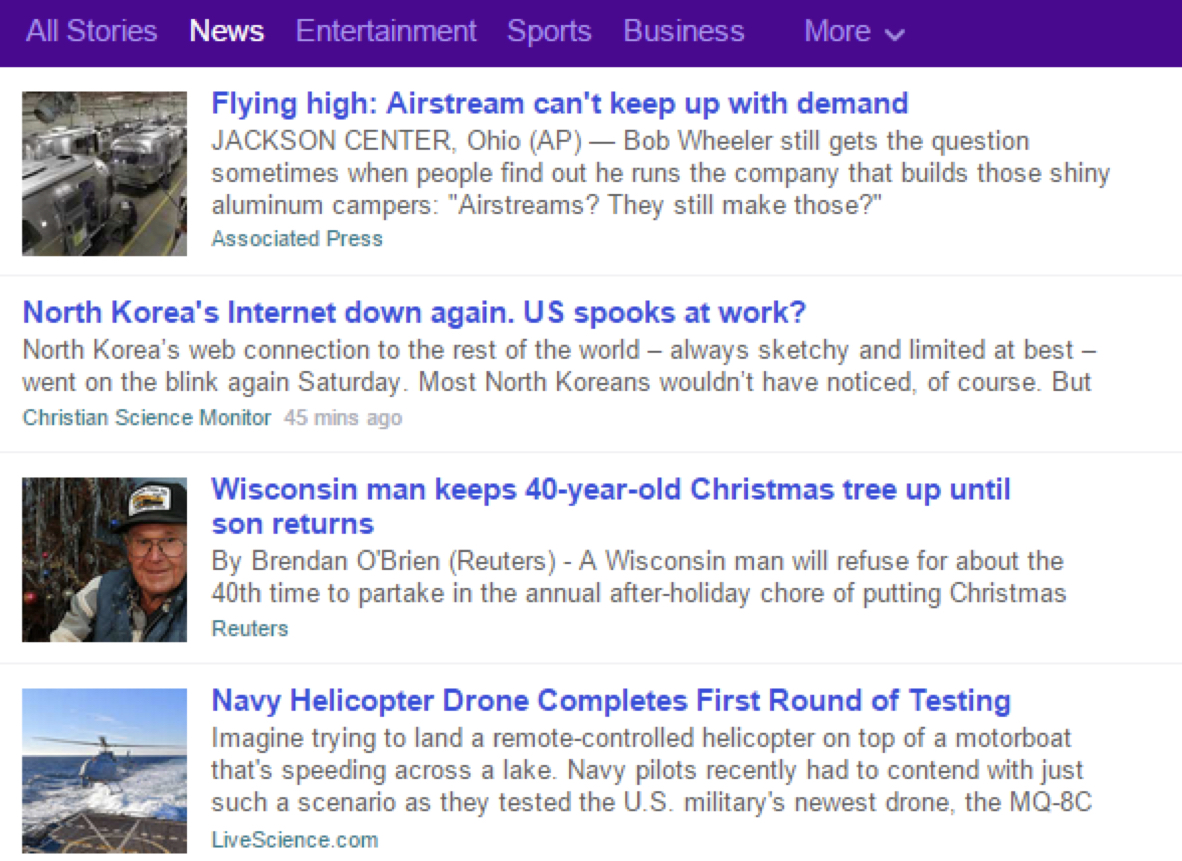 All Stories News Entertainment Sports Business More
Flying high: Airstream can't keep up with demand
JACKSON CENTER, Ohio (AP) — Bob Wheeler still gets the question
sometimes when people find out he runs the company that builds those shiny
aluminum campers: "Airstreams? They still make those?"
Associated Press
North Korea's Internet down again. US spooks at work?
North Korea’s web connection to the rest of the world – always sketchy and limited at best –
went on the blink again Saturday. Most North Koreans wouldn’t have noticed, of course. But
Christian Science Monitor 45 mins ago
Wisconsin man keeps 40-year-old Christmas tree up until
son returns
By Brendan O'Brien (Reuters) - A Wisconsin man will refuse for about the
40th time to partake in the annual after-holiday chore of putting Christmas
Reuters
Navy Helicopter Drone Completes First Round of Testing
Imagine trying to land a remote-controlled helicopter on top of a motorboat
that's speeding across a lake. Navy pilots recently had to contend with just
such a scenario as they tested the U.S. military's newest drone, the MQ-8C
LiveScience.com